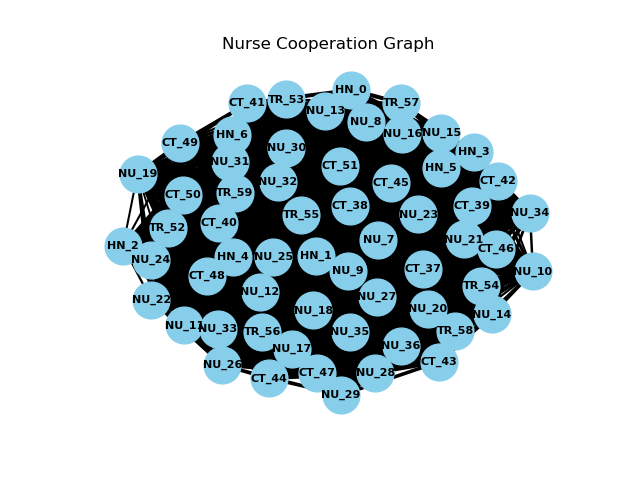 Nurse Cooperation Graph
HN_0
CT_41
TR_53
TR_57
NU_13
NU_8
HN_6
NU_16
NU_15
CT_49
NU_30
HN_3
NU_31
CT_51
HN_5
NU_19
NU_32
CT_45
CT_42
CT_50
TR_59
CT_38
CT_39
TR_55
NU_23
NU_34
CT_40
TR_52
NU_7
NU_21
HN_2
CT_46
NU_24
HN_4
NU_25
HN_1
NU_9
CT_37
NU_10
CT_48
TR_54
NU_12
NU_27
NU_22
NU_18
NU_20
NU_14
NU_11
NU_33
TR_56
NU_35
TR_58
NU_17
NU_36
NU_26
CT_43
CT_44
CT_47
NU_28
NU_29